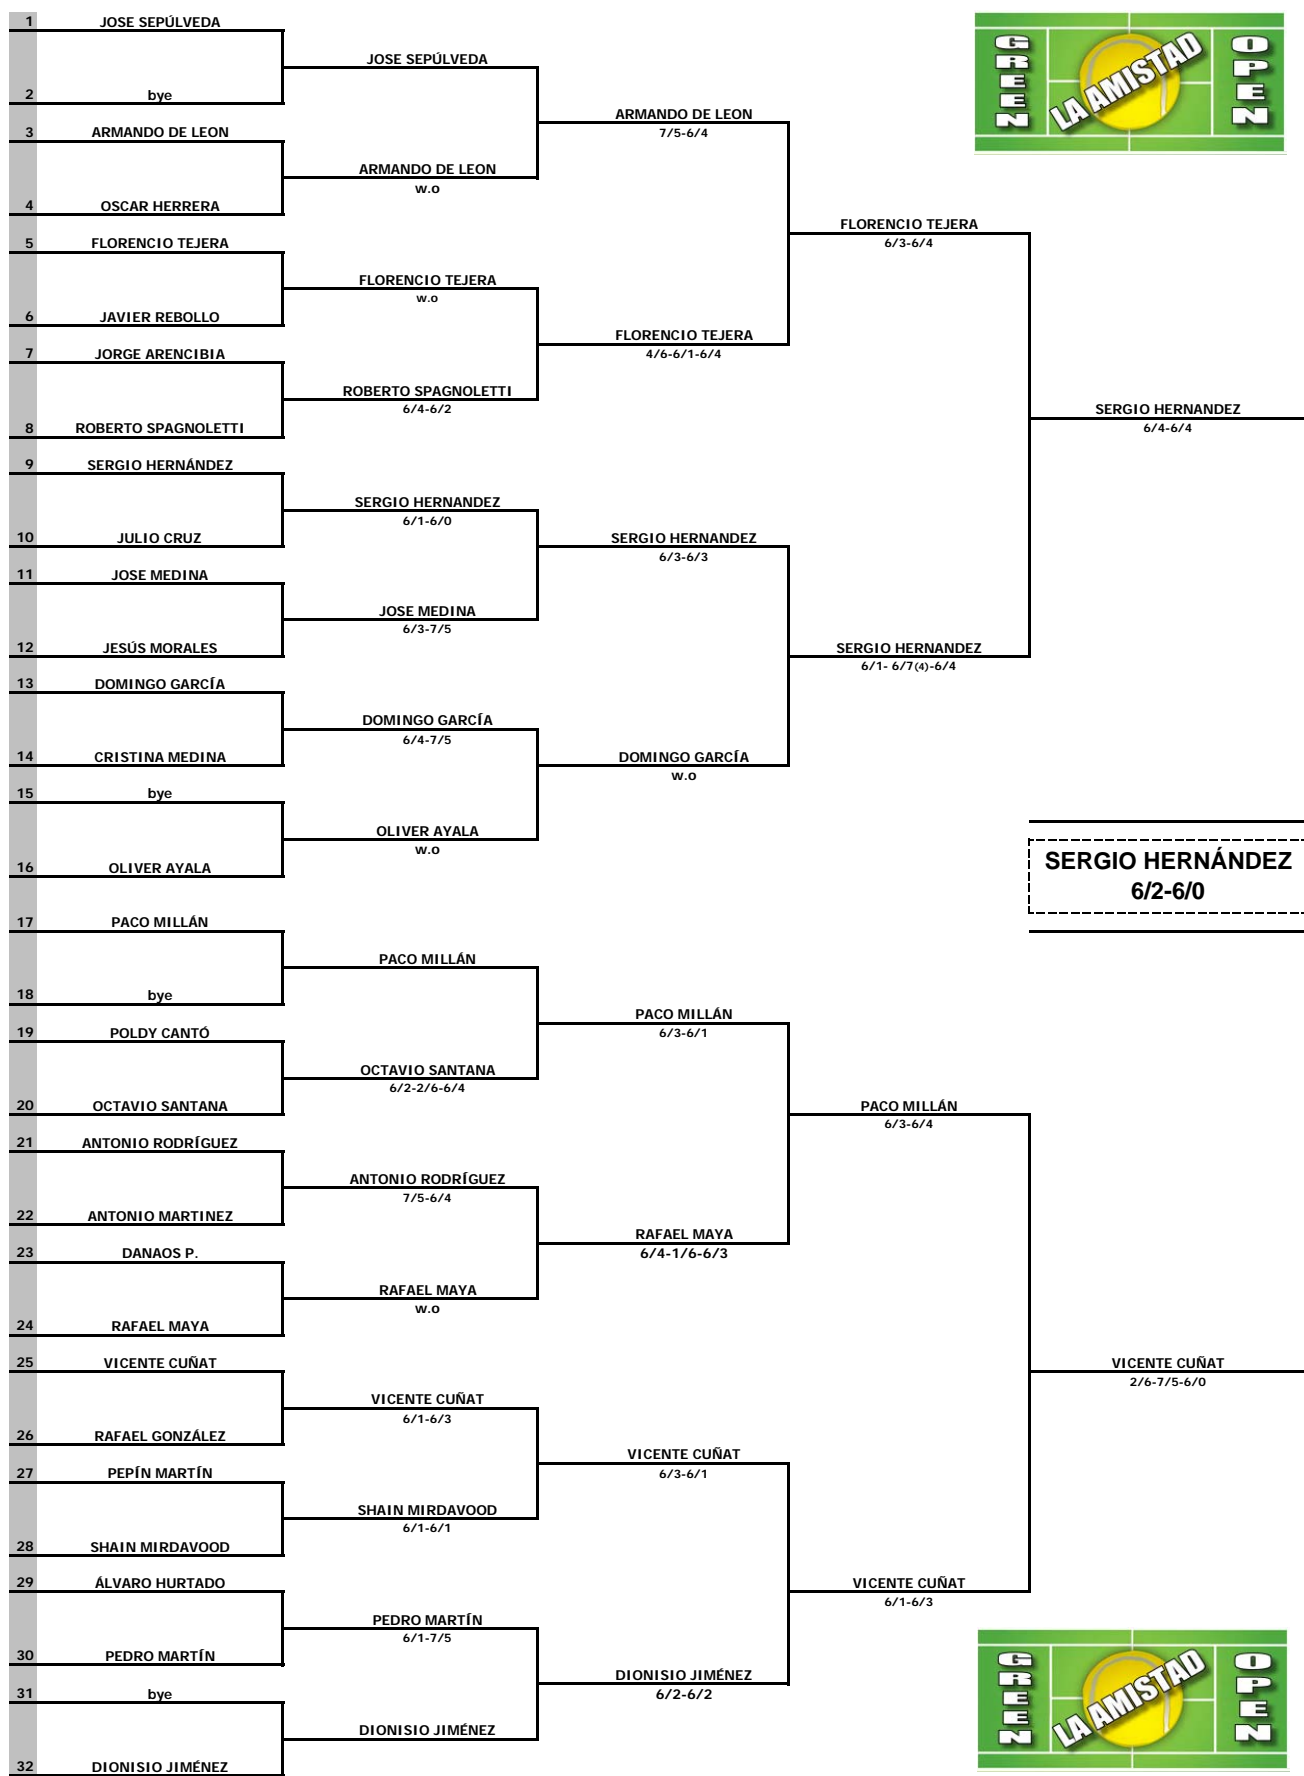 1 JOSE SEPÚLVEDA
JOSE SEPÚLVEDA
2 bye
ARMANDO DE LEON
7/5-6/4
3 ARMANDO DE LEON
ARMANDO DE LEON
w.o
4 OSCAR HERRERA
FLORENCIO TEJERA
6/3-6/4
5 FLORENCIO TEJERA
FLORENCIO TEJERA
w.o
6 JAVIER REBOLLO
FLORENCIO TEJERA
4/6-6/1-6/4
7 JORGE ARENCIBIA
ROBERTO SPAGNOLETTI
6/4-6/2
8 ROBERTO SPAGNOLETTI
SERGIO HERNANDEZ
6/4-6/4
9 SERGIO HERNÁNDEZ
SERGIO HERNANDEZ
6/1-6/0
10 JULIO CRUZ
SERGIO HERNANDEZ
6/3-6/3
11 JOSE MEDINA
JOSE MEDINA
6/3-7/5
12 JESÚS MORALES
SERGIO HERNANDEZ
6/1- 6/7(4)-6/4
13 DOMINGO GARCÍA
DOMINGO GARCÍA
6/4-7/5
14 CRISTINA MEDINA
DOMINGO GARCÍA
w.o
15 bye
OLIVER AYALA
w.o
16 OLIVER AYALA
SERGIO HERNÁNDEZ
6/2-6/0
17 PACO MILLÁN
PACO MILLÁN
18 bye
PACO MILLÁN
6/3-6/1
19 POLDY CANTÓ
OCTAVIO SANTANA
6/2-2/6-6/4
20 OCTAVIO SANTANA
PACO MILLÁN
6/3-6/4
21 ANTONIO RODRÍGUEZ
ANTONIO RODRÍGUEZ
7/5-6/4
22 ANTONIO MARTINEZ
RAFAEL MAYA
6/4-1/6-6/3
23 DANAOS P.
RAFAEL MAYA
w.o
24 RAFAEL MAYA
VICENTE CUÑAT
2/6-7/5-6/0
25 VICENTE CUÑAT
VICENTE CUÑAT
6/1-6/3
26 RAFAEL GONZÁLEZ
VICENTE CUÑAT
6/3-6/1
27 PEPÍN MARTÍN
SHAIN MIRDAVOOD
6/1-6/1
28 SHAIN MIRDAVOOD
VICENTE CUÑAT
6/1-6/3
29 ÁLVARO HURTADO
PEDRO MARTÍN
6/1-7/5
30 PEDRO MARTÍN
DIONISIO JIMÉNEZ
6/2-6/2
31 bye
DIONISIO JIMÉNEZ
32 DIONISIO JIMÉNEZ
GREEN
LA AMISTAD
OPEN
GREEN
LA AMISTAD
OPEN